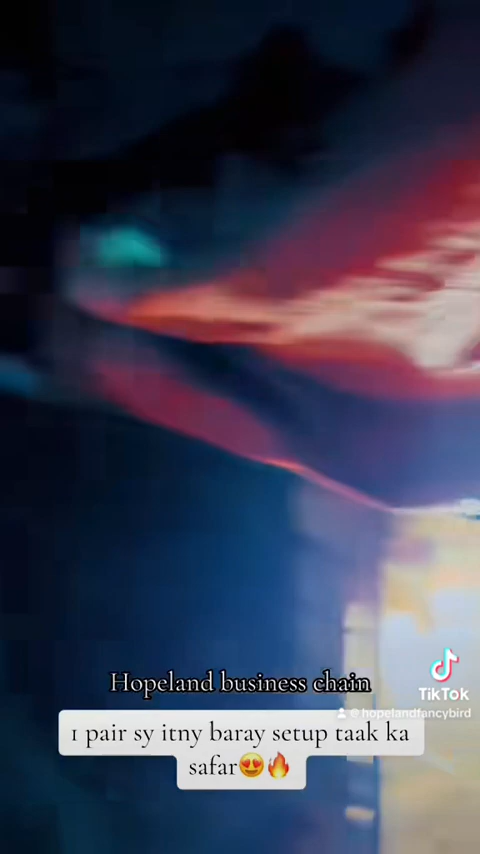 Hopeland business chain
TikTok
@hopelandfancybird
1 pair sy itny baray setup taak ka
safar😍🔥